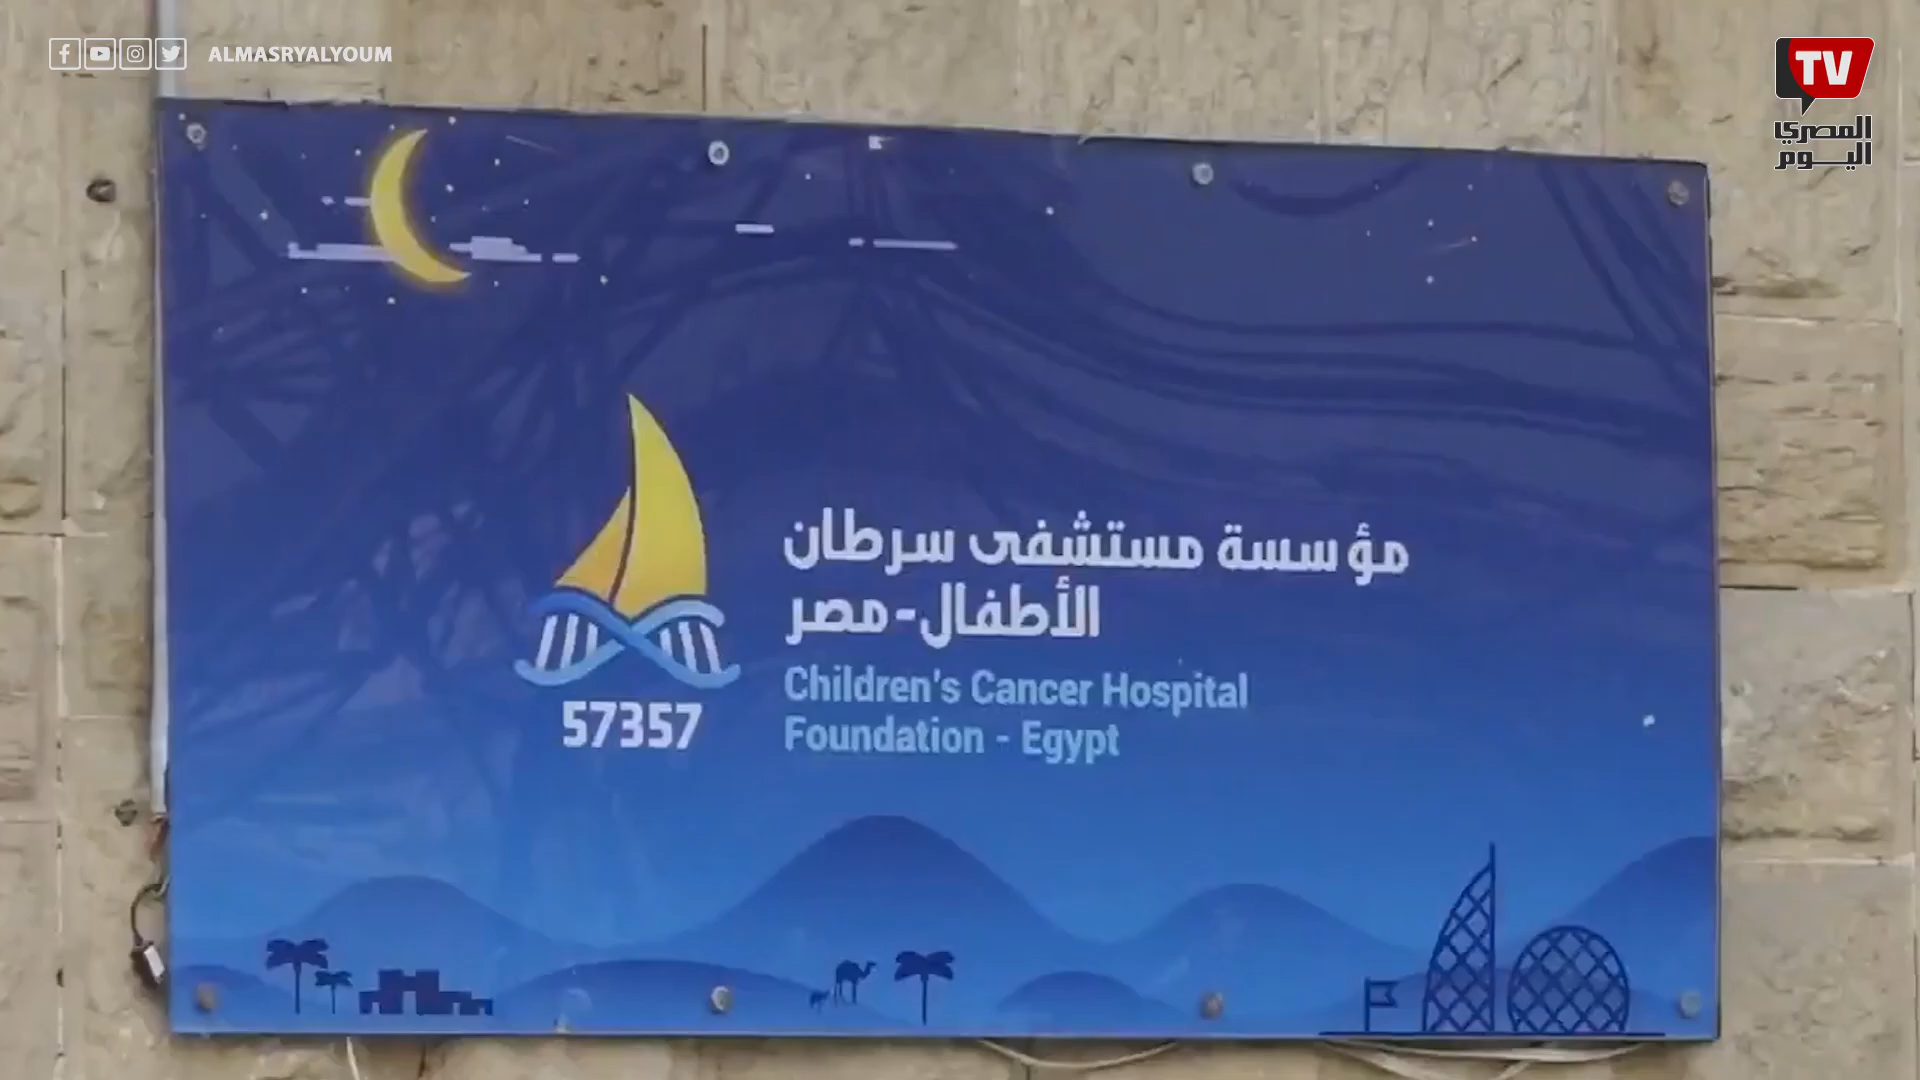 ALMASRYALYOUM
TV
المصري
اليوم
مؤسسة مستشفى سرطان
الأطفال-مصر
Children's Cancer Hospital
Foundation - Egypt
57357